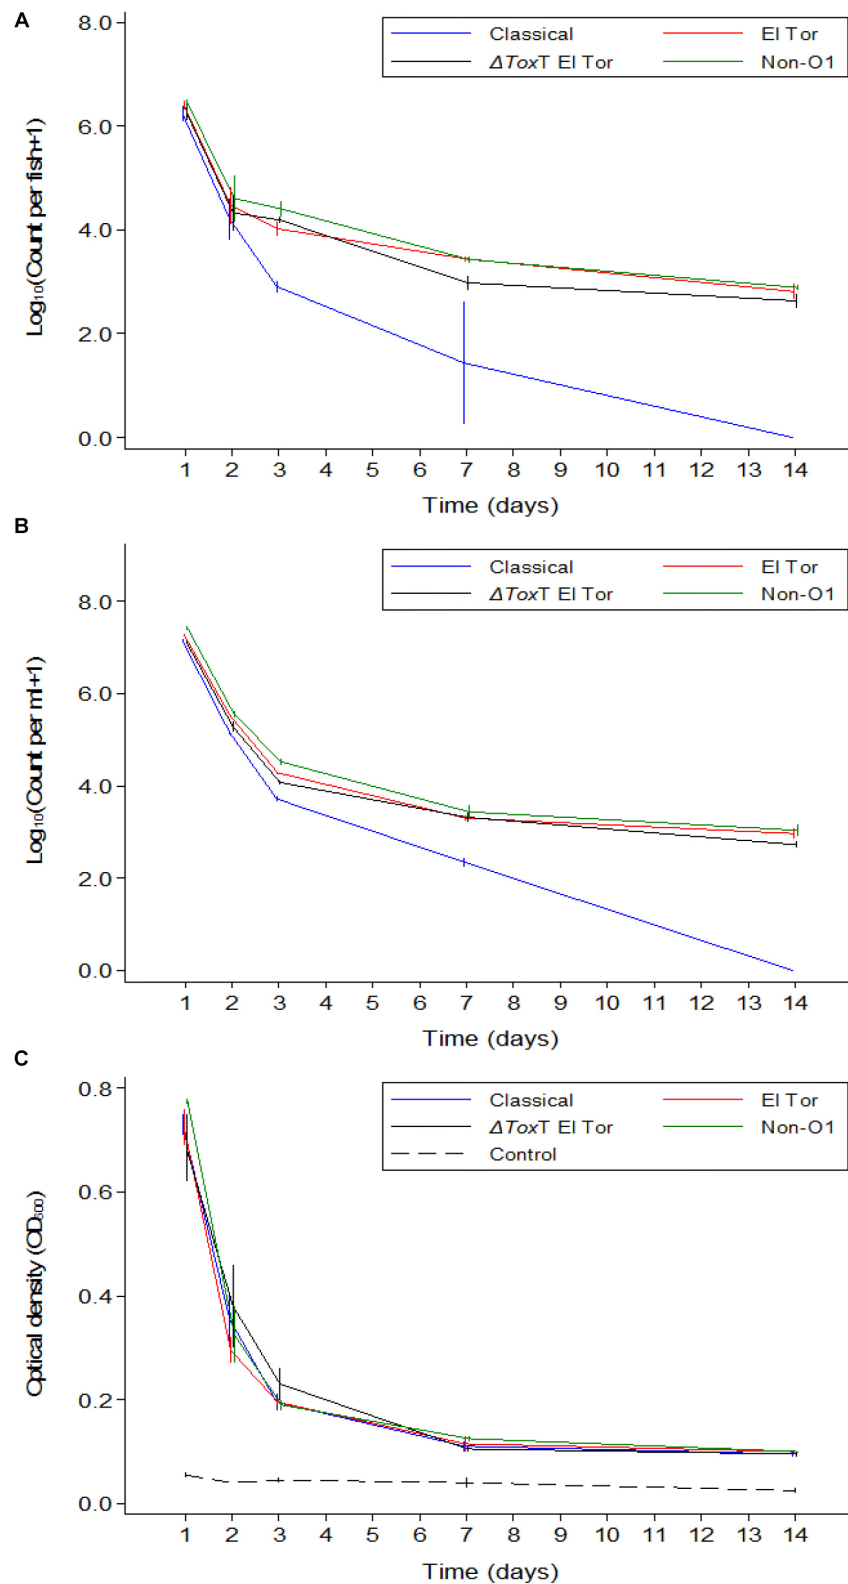 A
Classical El Tor
ΔToxT El Tor Non-O1
8.0
6.0
4.0
2.0
0.0
Log₁₀(Count per fish+1)
1 2 3 4 5 6 7 8 9 10 11 12 13 14
Time (days)
B
Classical El Tor
ΔToxT El Tor Non-O1
8.0
6.0
4.0
2.0
0.0
Log₁₀(Count per ml+1)
1 2 3 4 5 6 7 8 9 10 11 12 13 14
Time (days)
C
Classical El Tor
ΔToxT El Tor Non-O1
Control
0.8
0.6
0.4
0.2
0.0
Optical density (OD₆₀₀)
1 2 3 4 5 6 7 8 9 10 11 12 13 14
Time (days)